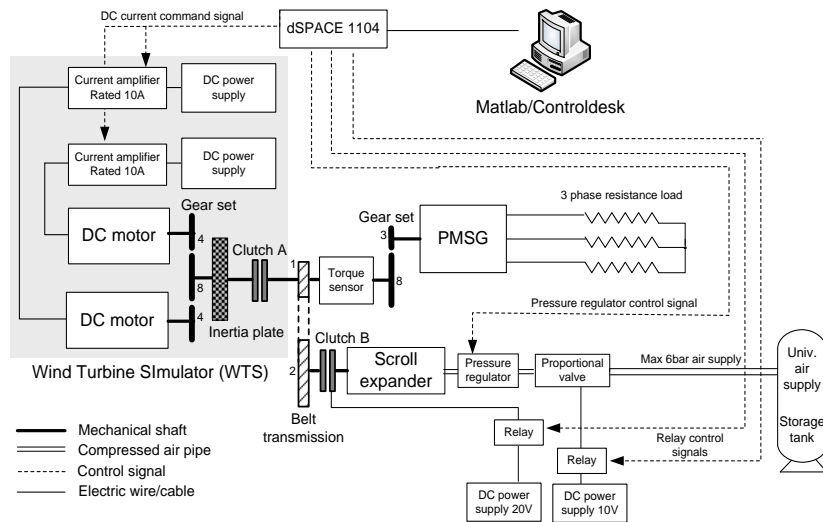 DC current command signal
dSPACE 1104
Matlab/Controldesk
Current amplifier
Rated 10A
DC power
supply
Current amplifier
Rated 10A
DC power
supply
Gear set
DC motor
4
8
4
DC motor
Inertia plate
Clutch A
Wind Turbine SImulator (WTS)
1
Torque
sensor
Gear set
3
8
PMSG
3 phase resistance load
Pressure regulator control signal
Clutch B
2
Belt
transmission
Scroll
expander
Pressure
regulator
Proportional
valve
Max 6bar air supply
Univ.
air
supply
Storage
tank
Relay
Relay
Relay control
signals
DC power
supply 20V
DC power
supply 10V
Mechanical shaft
Compressed air pipe
Control signal
Electric wire/cable